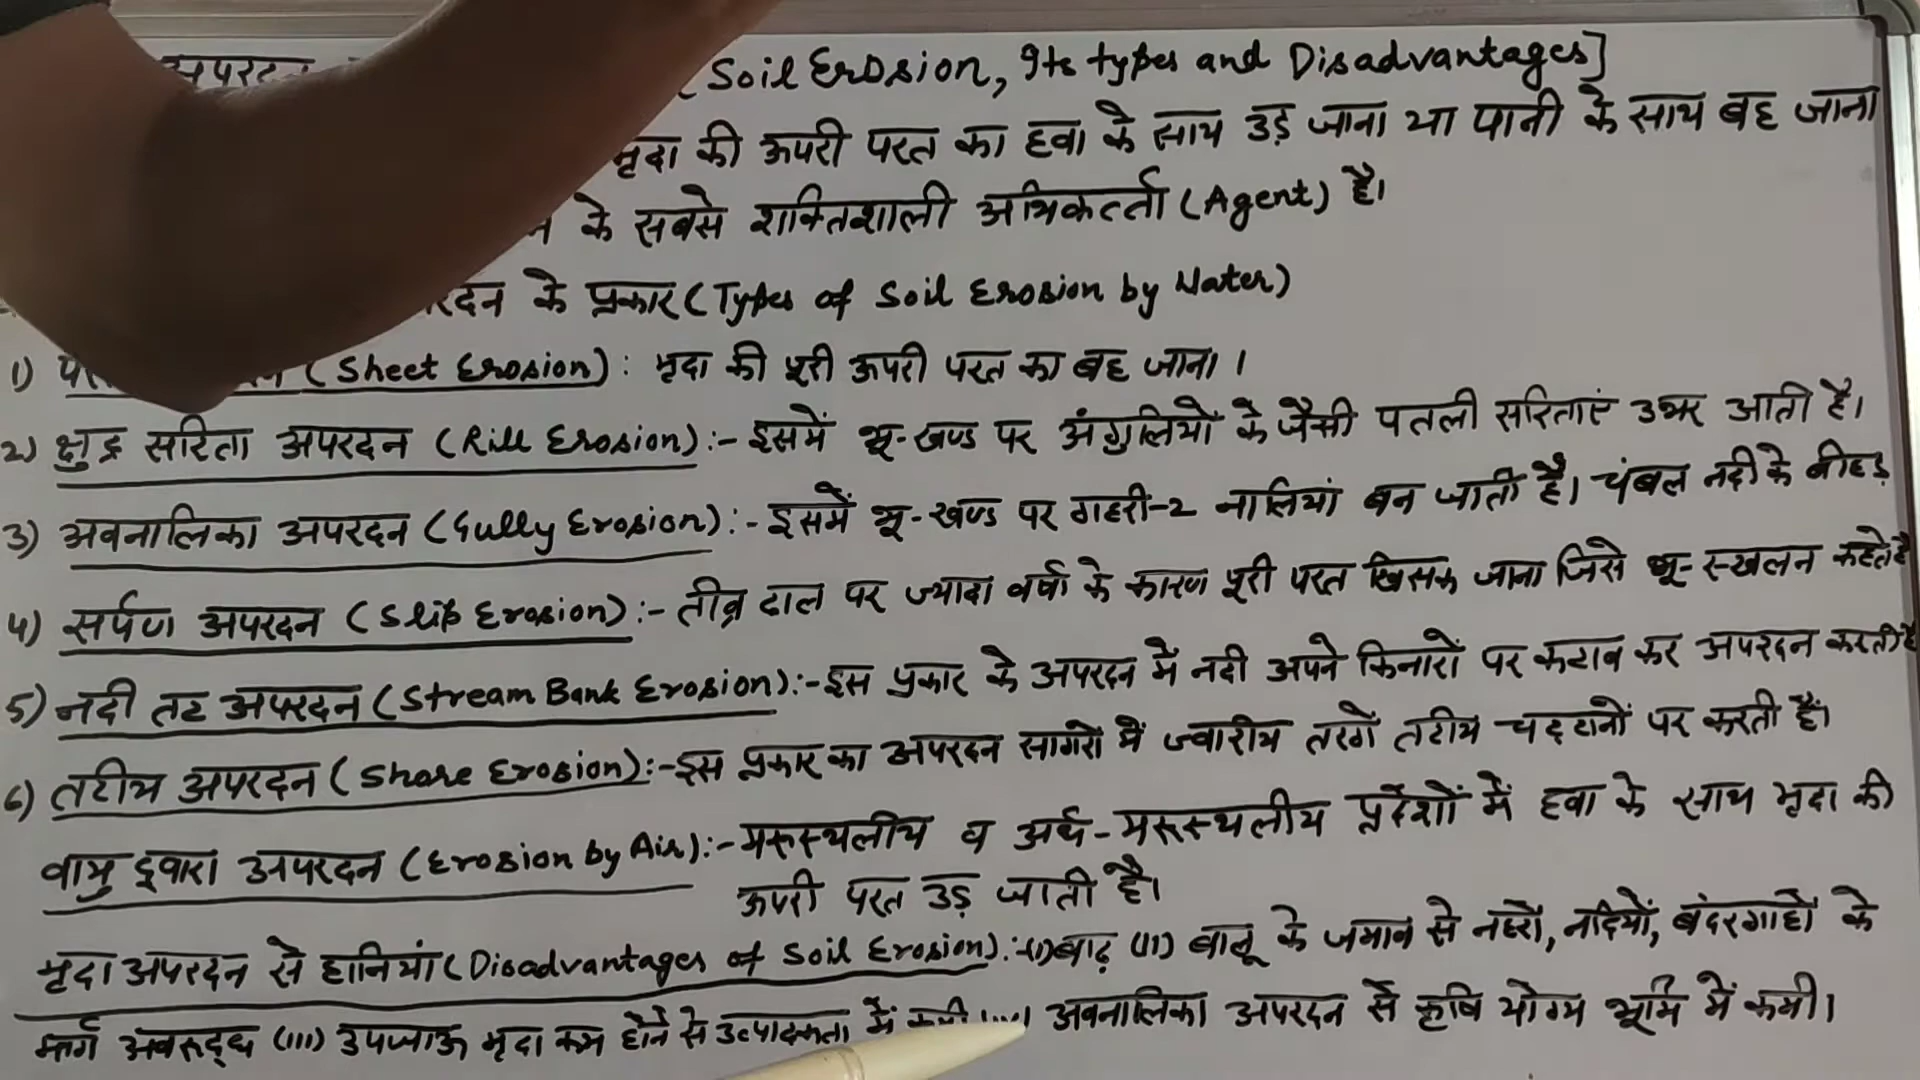 अपरदन [Soil Erosion, Its types and Disadvantages]
मृदा की ऊपरी परत का हवा के साथ उड़ जाना या पानी के साथ बह जाना
के सबसे शक्तिशाली अभिकर्त्ता (Agent) है।
के प्रकार (Types of Soil Erosion by Water)
1) (Sheet Erosion): मृदा की पूरी ऊपरी परत का बह जाना।
2) क्षुद्र सरिता अपरदन (Rill Erosion):- इसमें भू-खण्ड पर अंगुलियों के जैसी पतली सरिताएं उभर आती है।
3) अवनालिका अपरदन (Gully Erosion):- इसमें भू-खण्ड पर गहरी-2 नालियां बन जाती है। चंबल नदी के बीहड़
4) सर्पण अपरदन (Slip Erosion):- तीव्र ढाल पर ज्यादा वर्षा के कारण पूरी परत खिसक जाना जिसे भू-स्खलन कहते है
5) नदी तट अपरदन (Stream Bank Erosion):- इस प्रकार के अपरदन में नदी अपने किनारों पर कटाव कर अपरदन करती है
6) तटीय अपरदन (Shore Erosion):- इस प्रकार का अपरदन सागरों में ज्वारीय तरंगें तटीय चट्टानों पर करती हैं।
वायु द्वारा अपरदन (Erosion by Air):- मरूस्थलीय व अर्ध-मरूस्थलीय प्रदेशों में हवा के साथ मृदा की
ऊपरी परत उड़ जाती है।
मृदा अपरदन से हानियां (Disadvantages of Soil Erosion):- (I) बाढ़ (II) बालू के जमाव से नहरों, नदियों, बंदरगाहों के
मार्ग अवरूद्ध (III) उपजाऊ मृदा कम होने से उत्पादकता में कमी अवनालिका अपरदन से कृषि योग्य भूमि में कमी।